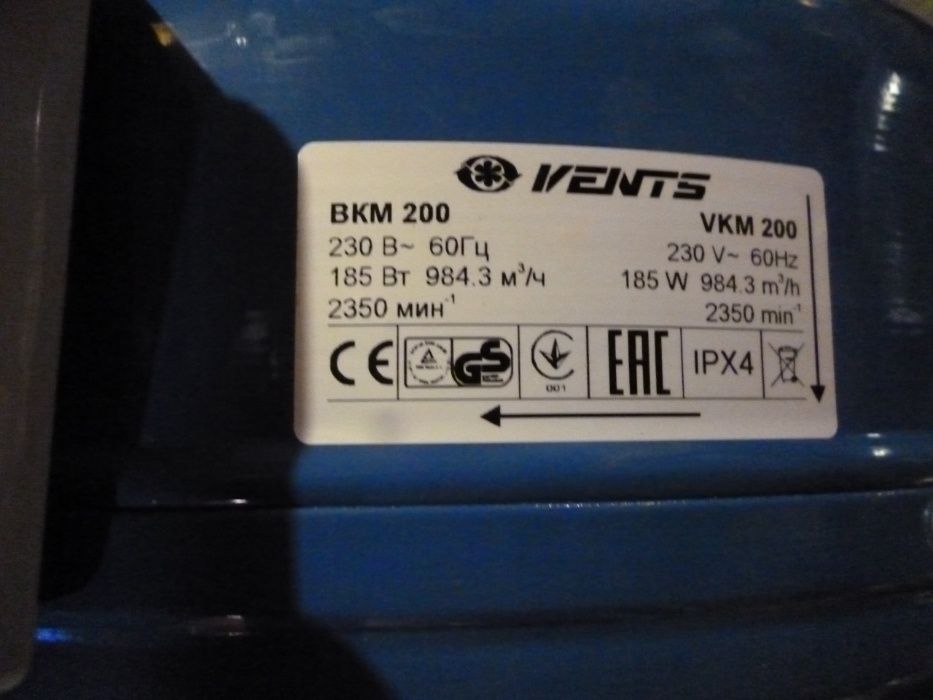 VENTS
ВКМ 200
230 В~ 60Гц
185 Вт 984.3 м³/ч
2350 мин⁻¹
VKM 200
230 V~ 60Hz
185 W 984.3 m³/h
2350 min⁻¹
CE GS 001 EAC IPX4